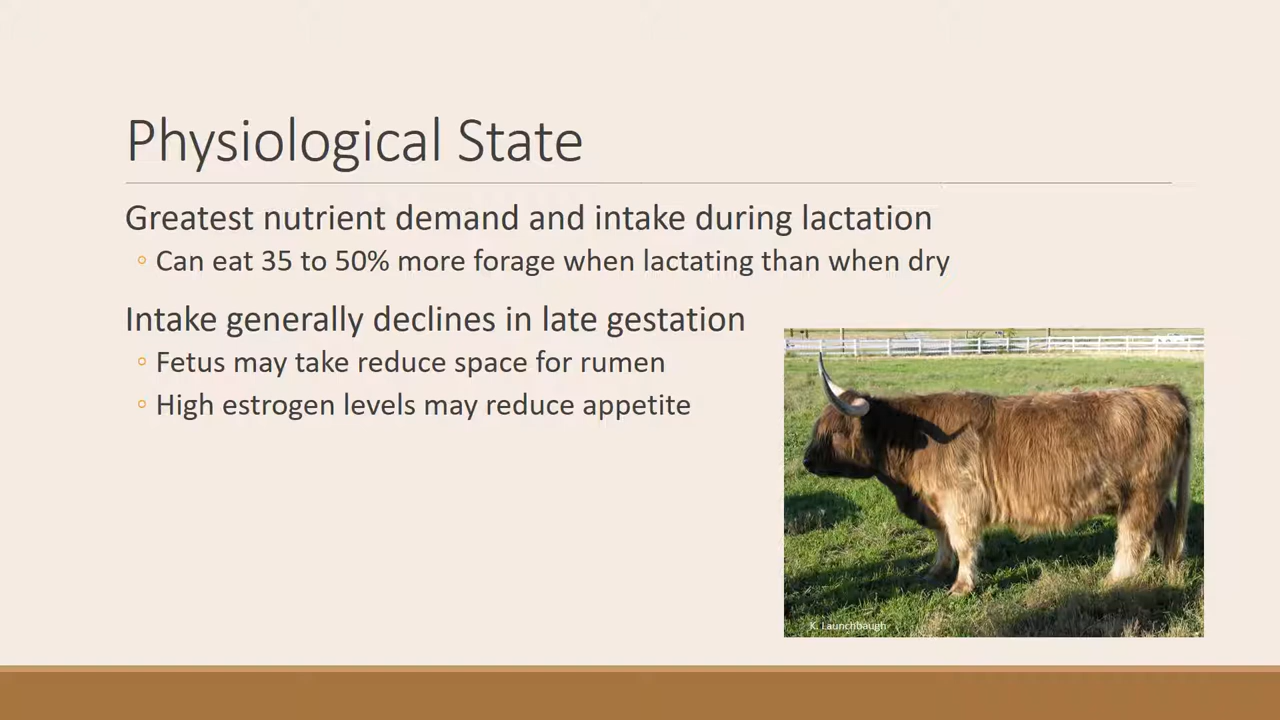 Physiological State
Greatest nutrient demand and intake during lactation
◦ Can eat 35 to 50% more forage when lactating than when dry
Intake generally declines in late gestation
◦ Fetus may take reduce space for rumen
◦ High estrogen levels may reduce appetite
K. Launchbaugh